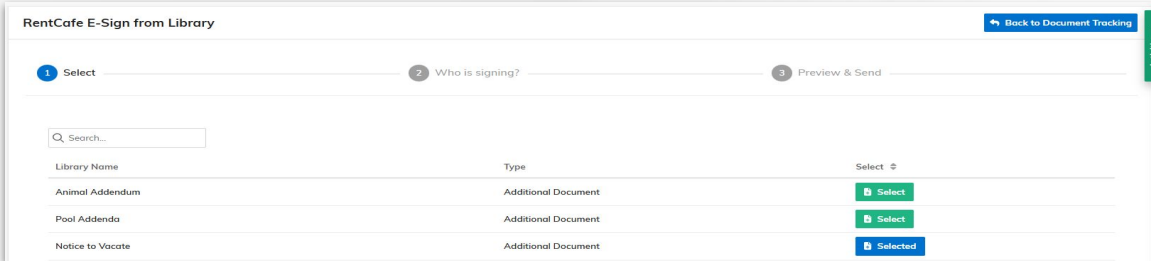 RentCafe E-Sign from Library
Back to Document Tracking
1 Select
2 Who is signing?
3 Preview & Send
Search...
Library Name Type Select
Animal Addendum Additional Document Select
Pool Addenda Additional Document Select
Notice to Vacate Additional Document Selected